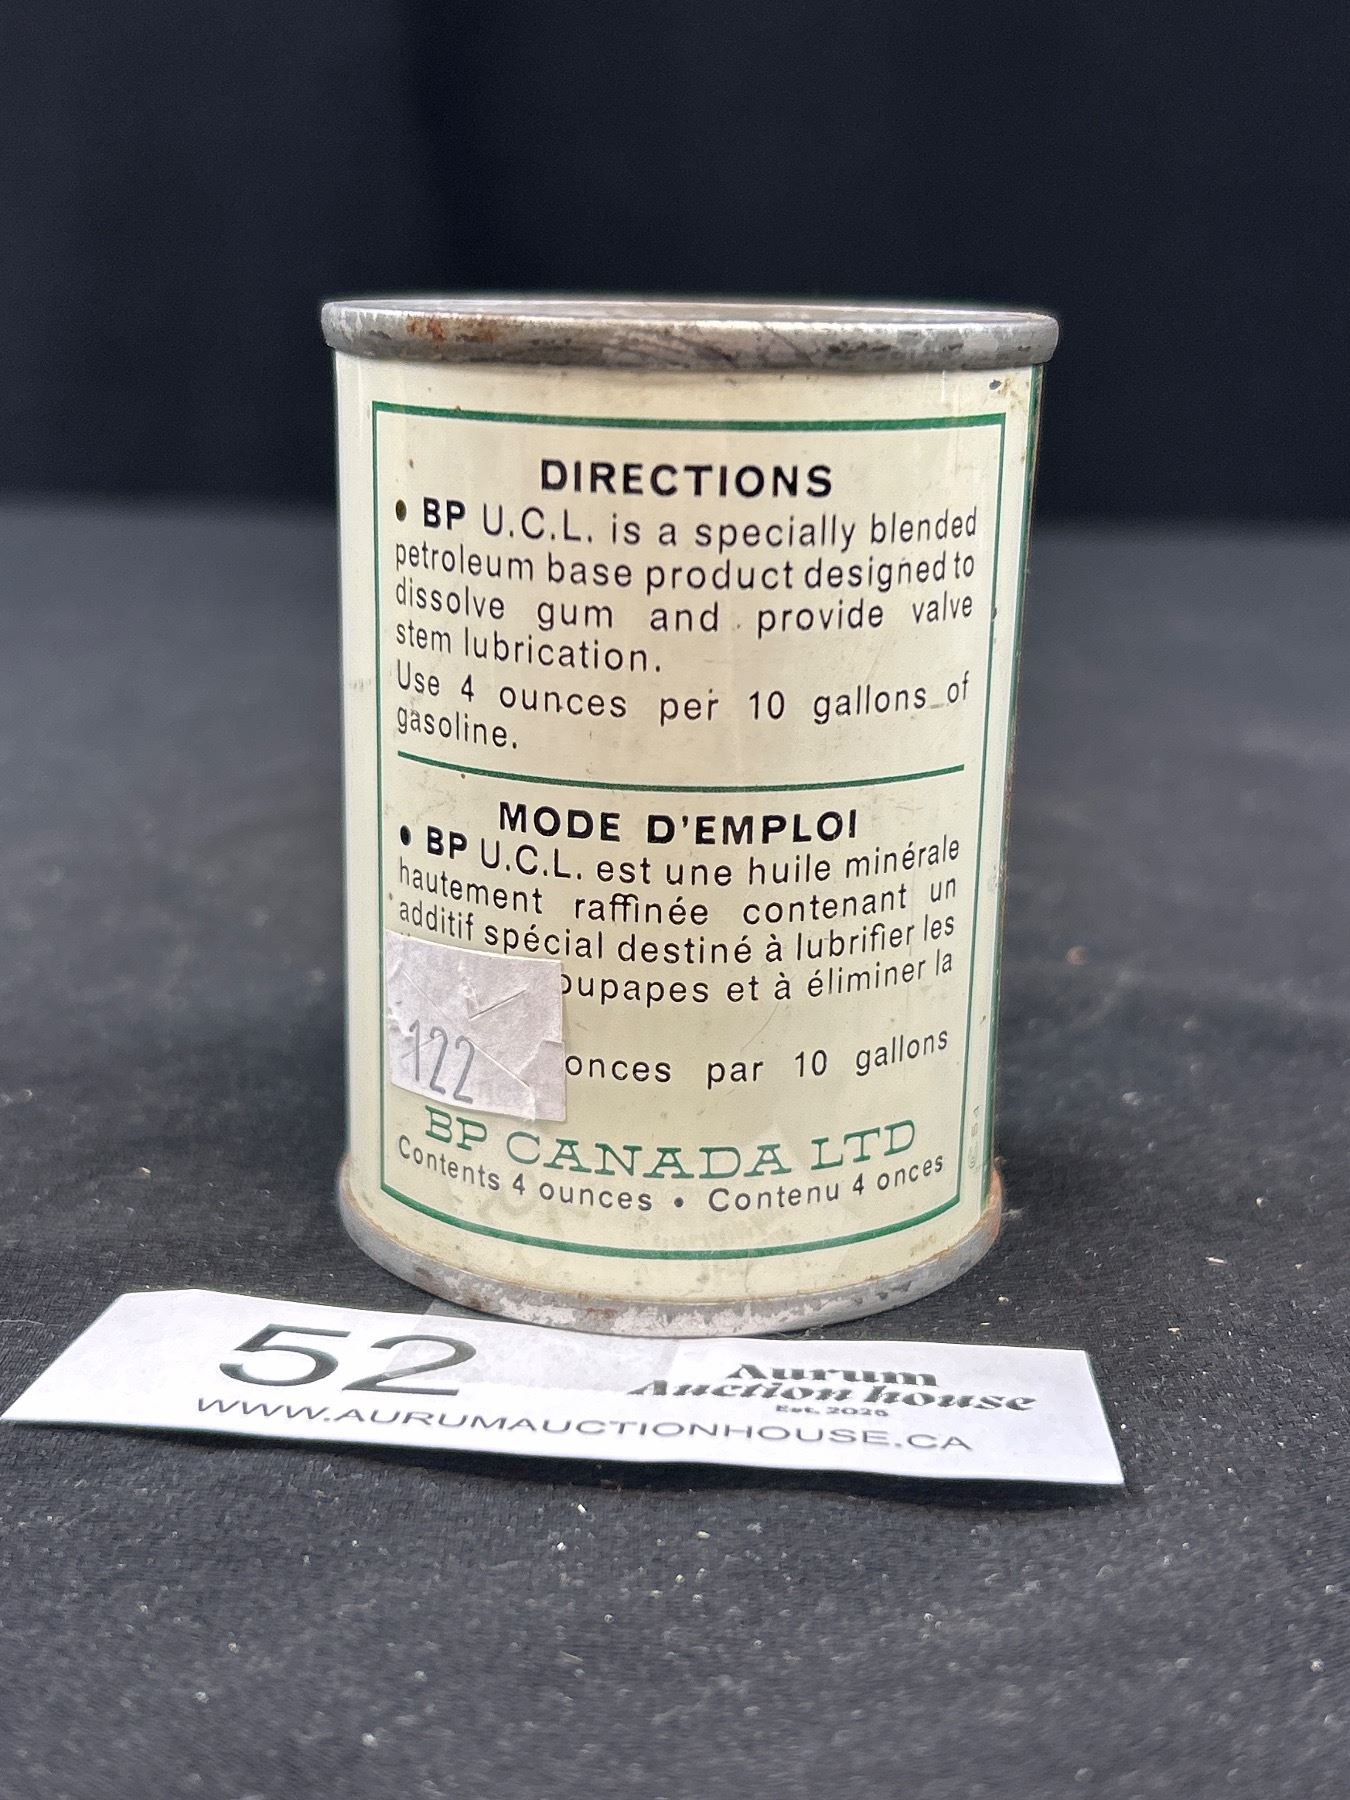 DIRECTIONS
• BP U.C.L. is a specially blended
petroleum base product designed to
dissolve gum and provide valve
stem lubrication.
Use 4 ounces per 10 gallons of
gasoline.
MODE D'EMPLOI
• BP U.C.L. est une huile minérale
hautement raffinée contenant un
additif spécial destiné à lubrifier les
oupapes et à éliminer la
onces par 10 gallons
122
BP CANADA LTD
Contents 4 ounces • Contenu 4 onces
52
Aurum
Auction house
Est. 2025
WWW.AURUMAUCTIONHOUSE.CA